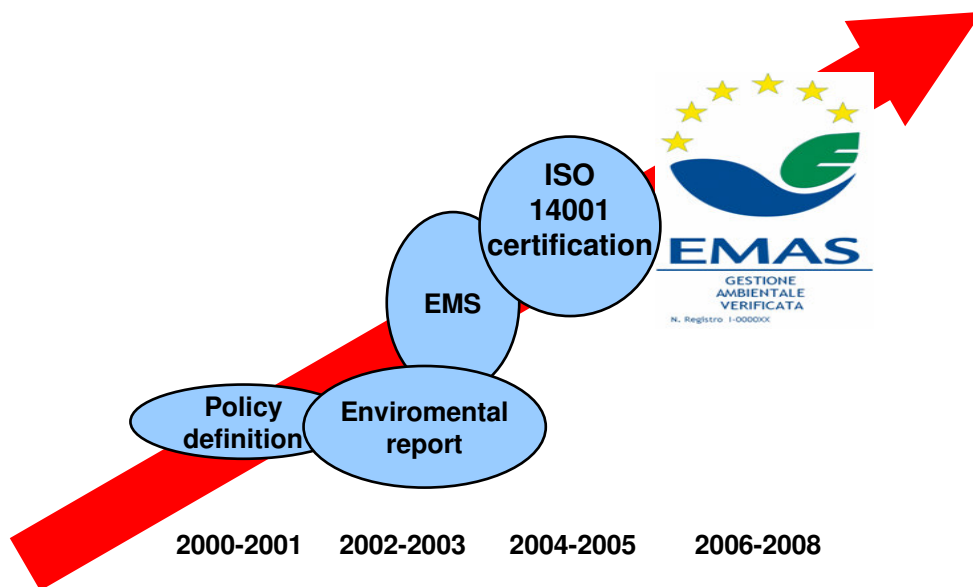 ISO
14001
certification
EMS
EMAS
GESTIONE
AMBIENTALE
VERIFICATA
N. Registro I-0000XX
Policy
definition
Enviromental
report
2000-2001 2002-2003 2004-2005 2006-2008